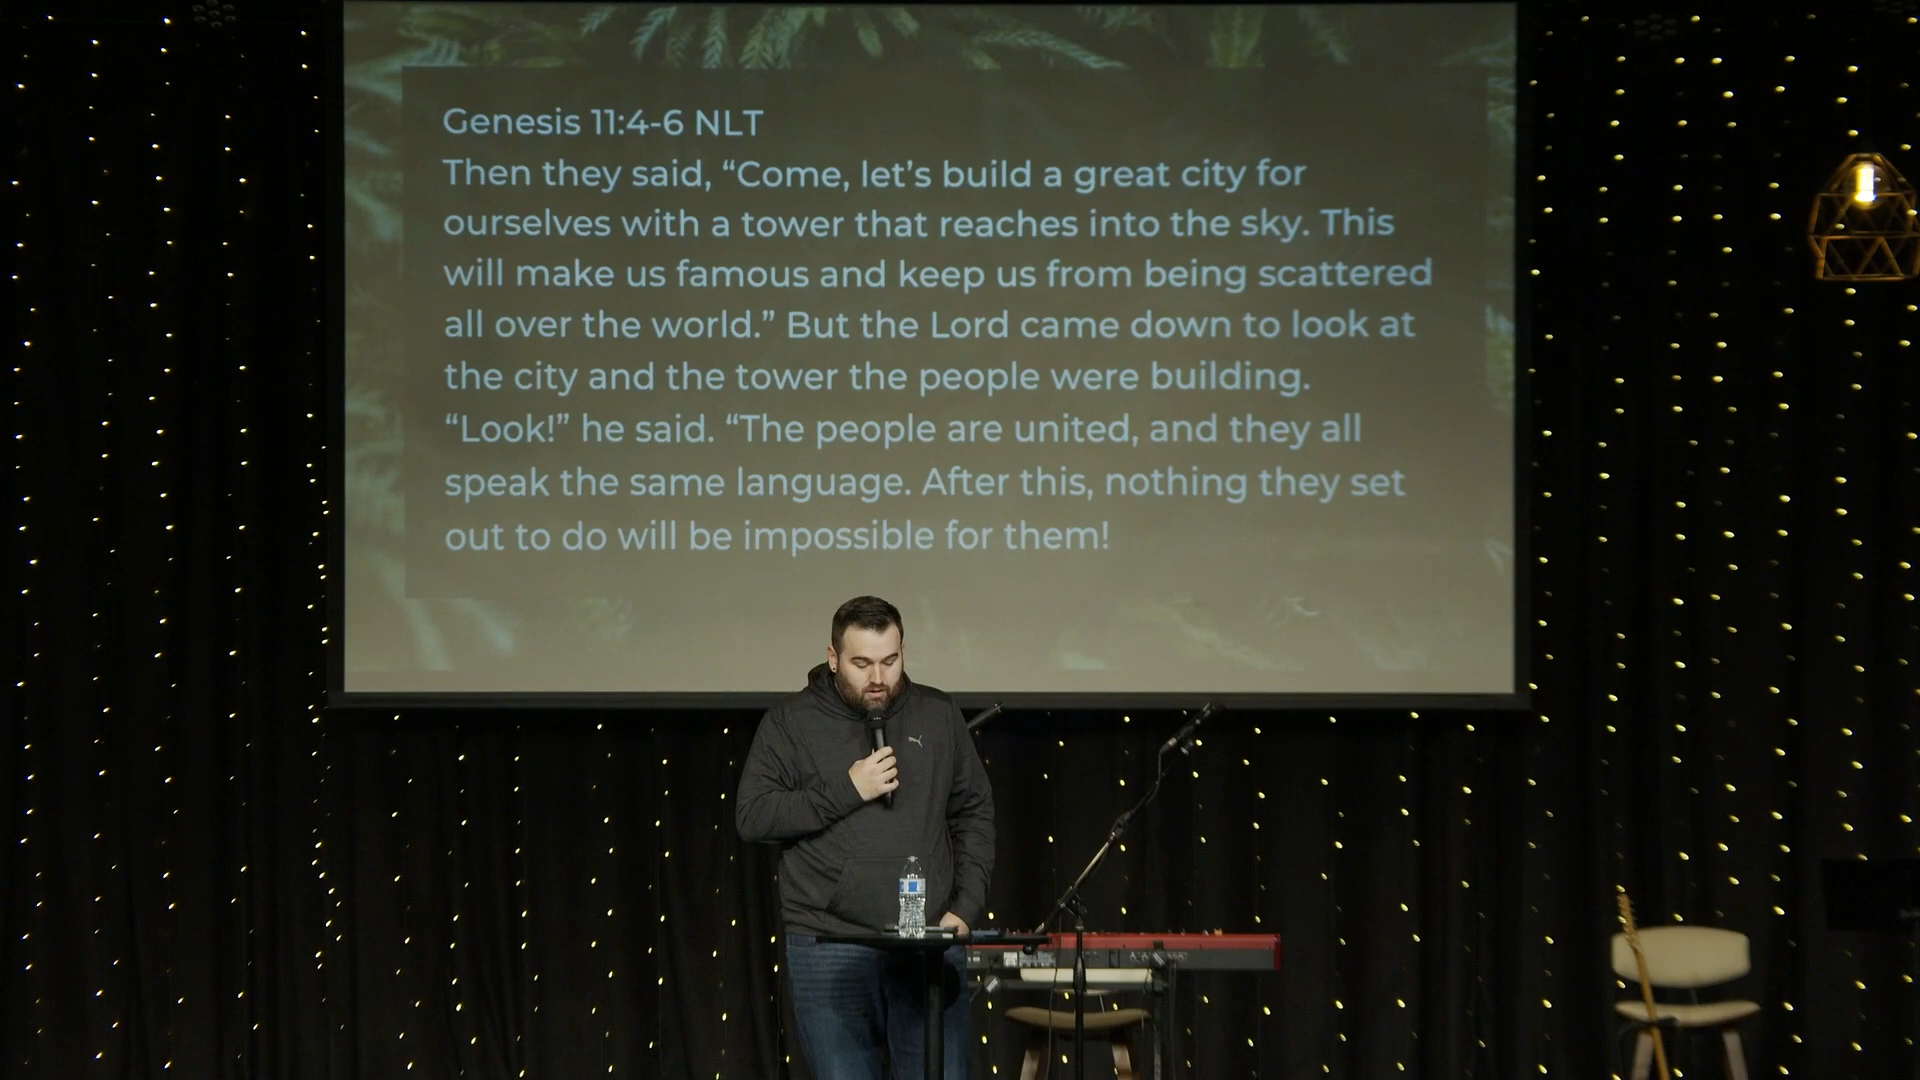 Genesis 11:4-6 NLT
Then they said, “Come, let’s build a great city for
ourselves with a tower that reaches into the sky. This
will make us famous and keep us from being scattered
all over the world.” But the Lord came down to look at
the city and the tower the people were building.
“Look!” he said. “The people are united, and they all
speak the same language. After this, nothing they set
out to do will be impossible for them!